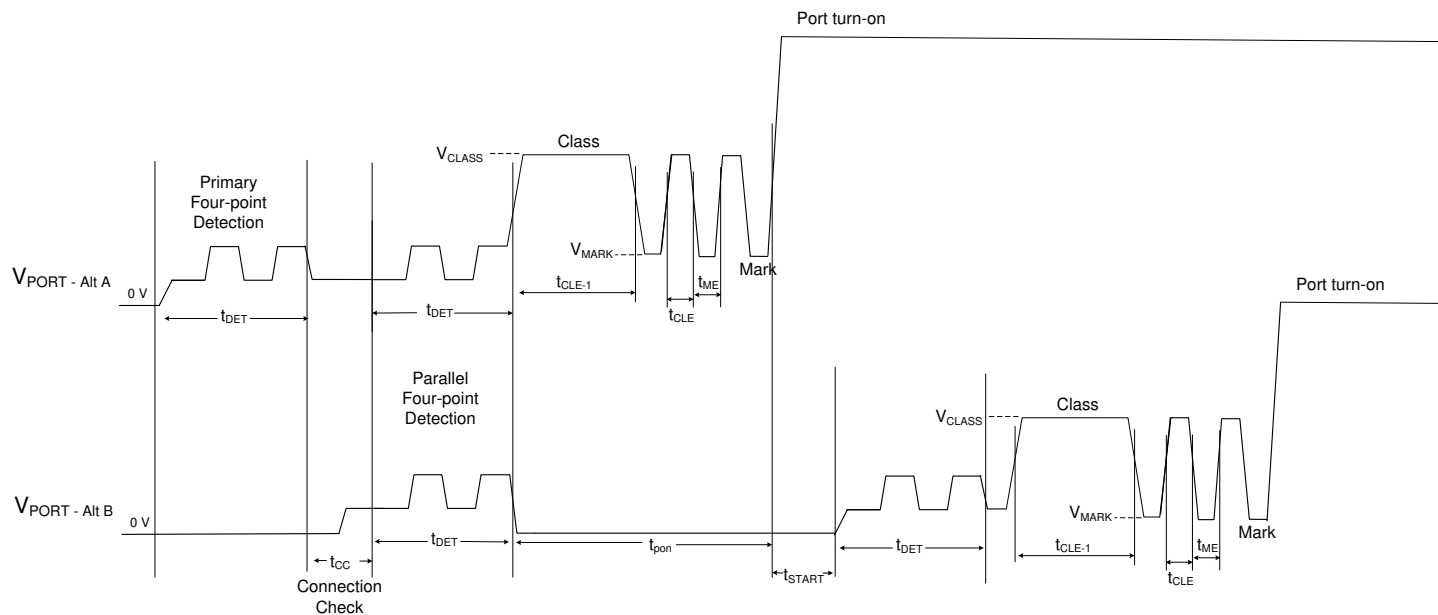 Port turn-on
Class
VCLASS
Primary
Four-point
Detection
VMARK
Mark
VPORT - Alt A
0 V
tCLE-1
tME
tDET
tDET
tCLE
Port turn-on
Parallel
Four-point
Detection
VCLASS
Class
VPORT - Alt B
0 V
VMARK
Mark
tDET
tpon
tDET
tCLE-1
tME
tCC
tSTART
tCLE
Connection
Check